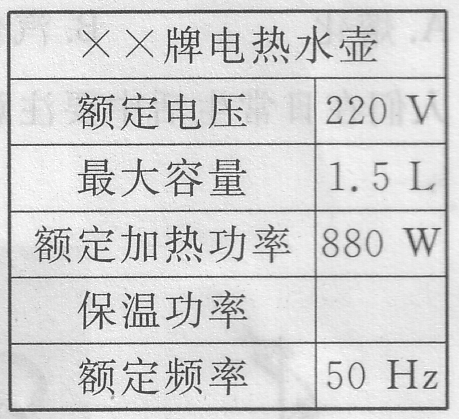 ××牌电热水壶
额定电压 220 V
最大容量 1.5 L
额定加热功率 880 W
保温功率
额定频率 50 Hz